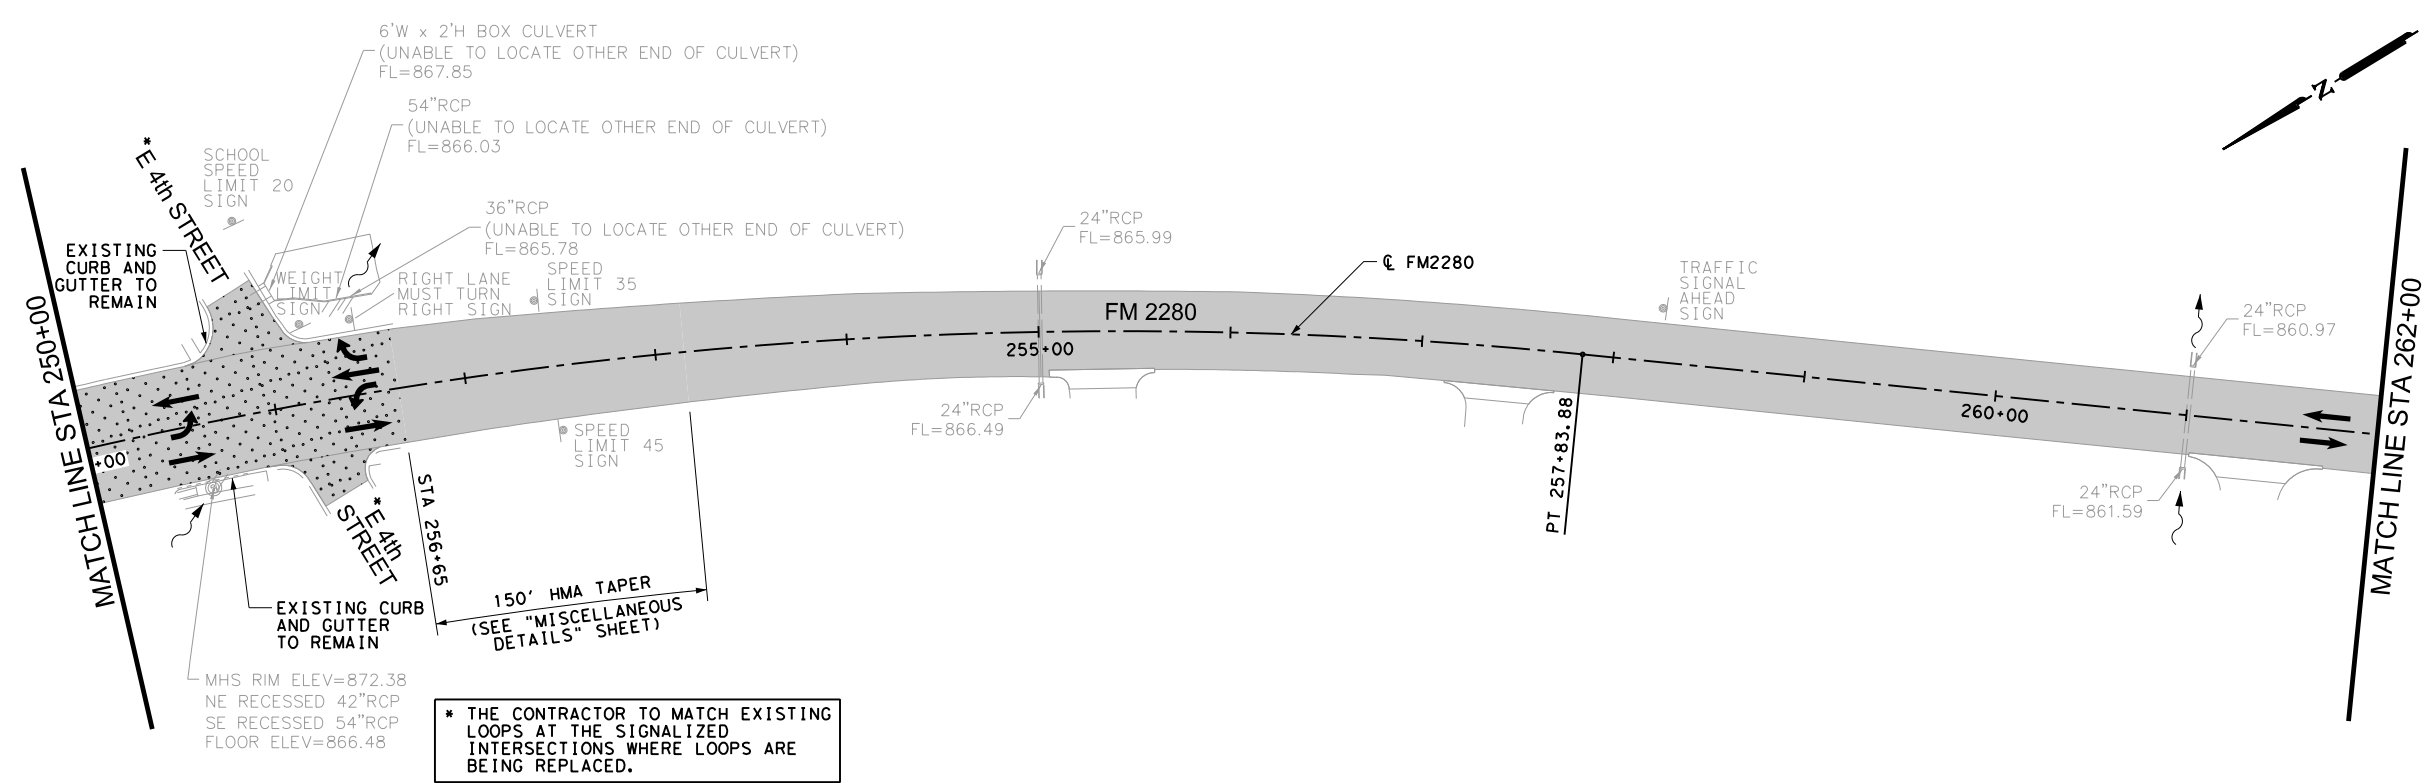 6'W x 2'H BOX CULVERT
(UNABLE TO LOCATE OTHER END OF CULVERT)
FL=867.85
54"RCP
(UNABLE TO LOCATE OTHER END OF CULVERT)
FL=866.03
N
*E 4th STREET
SCHOOL
SPEED
LIMIT 20
SIGN
36"RCP
(UNABLE TO LOCATE OTHER END OF CULVERT)
FL=865.78
EXISTING
CURB AND
GUTTER TO
REMAIN
WEIGHT
LIMIT
SIGN
RIGHT LANE
MUST TURN
RIGHT SIGN
SPEED
LIMIT 35
SIGN
24"RCP
FL=865.99
℄ FM2280
FM 2280
255+00
TRAFFIC
SIGNAL
AHEAD
SIGN
24"RCP
FL=860.97
MATCH LINE STA 250+00
+00
MATCH LINE STA 262+00
260+00
24"RCP
FL=866.49
SPEED
LIMIT 45
SIGN
PT 257+83.88
24"RCP
FL=861.59
*E 4th
STREET
STA 256+65
150' HMA TAPER
(SEE "MISCELLANEOUS
DETAILS" SHEET)
EXISTING CURB
AND GUTTER
TO REMAIN
MHS RIM ELEV=872.38
NE RECESSED 42"RCP
SE RECESSED 54"RCP
FLOOR ELEV=866.48
* THE CONTRACTOR TO MATCH EXISTING
LOOPS AT THE SIGNALIZED
INTERSECTIONS WHERE LOOPS ARE
BEING REPLACED.